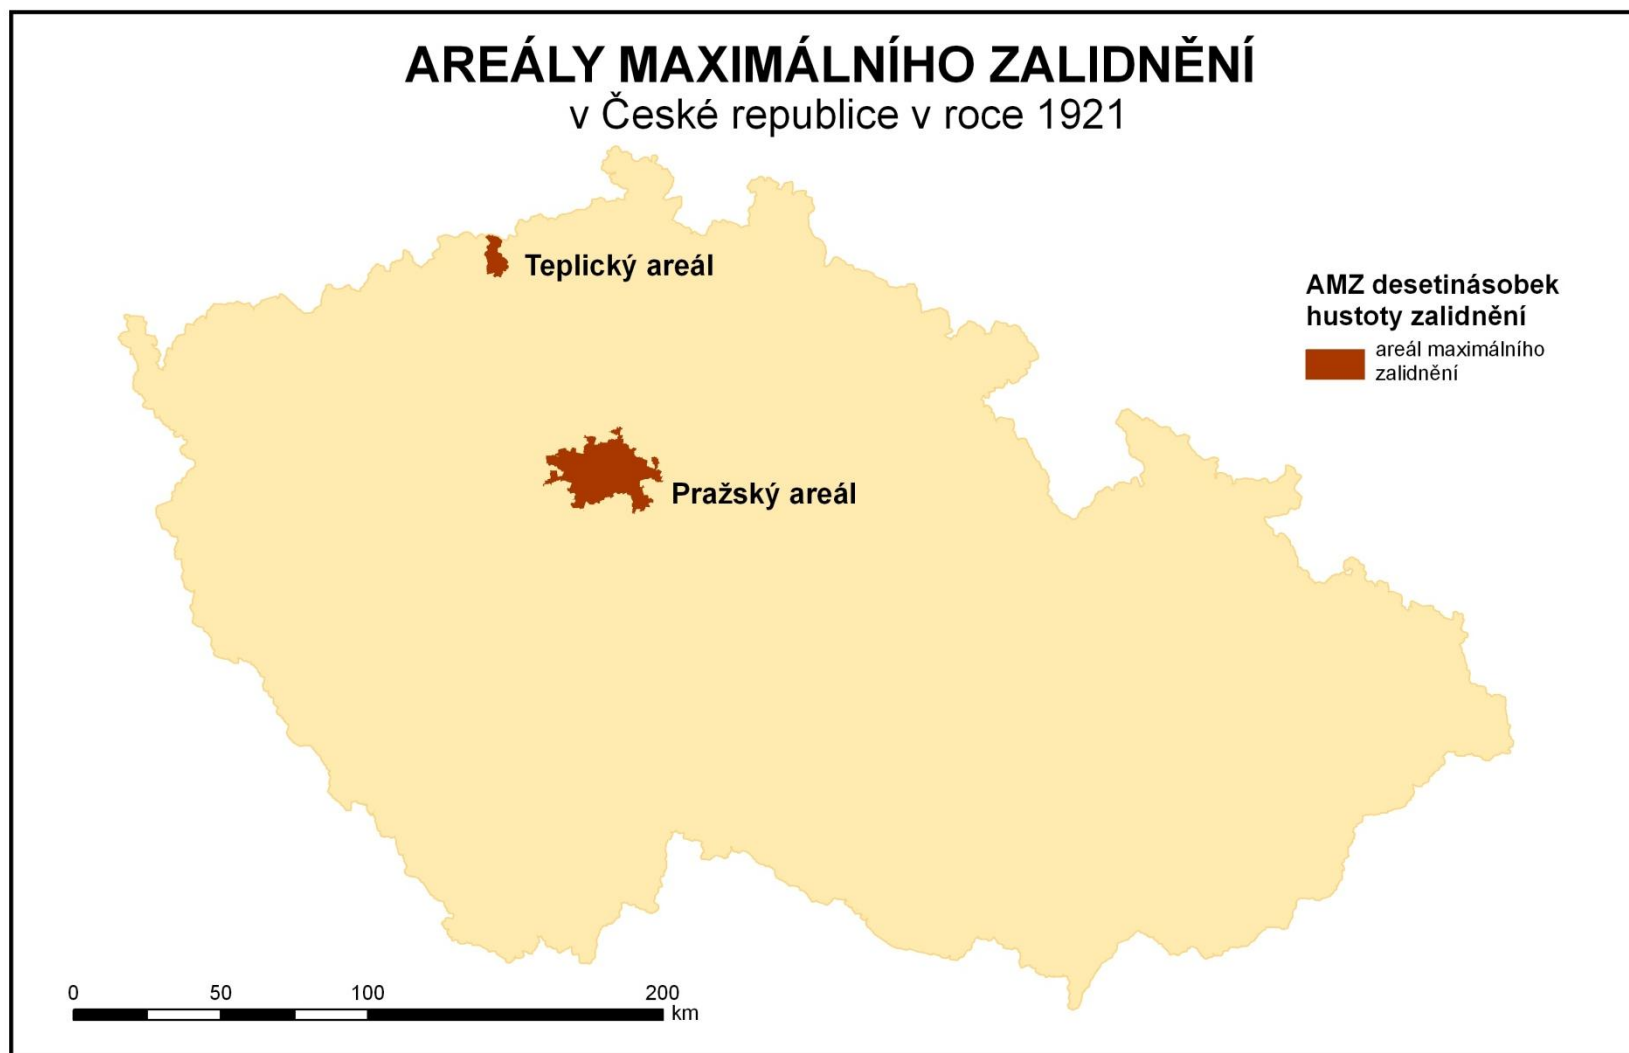 AREÁLY MAXIMÁLNÍHO ZALIDNĚNÍ
v České republice v roce 1921
Teplický areál
AMZ desetinásobek
hustoty zalidnění
areál maximálního
zalidnění
Pražský areál
0 50 100 200
km